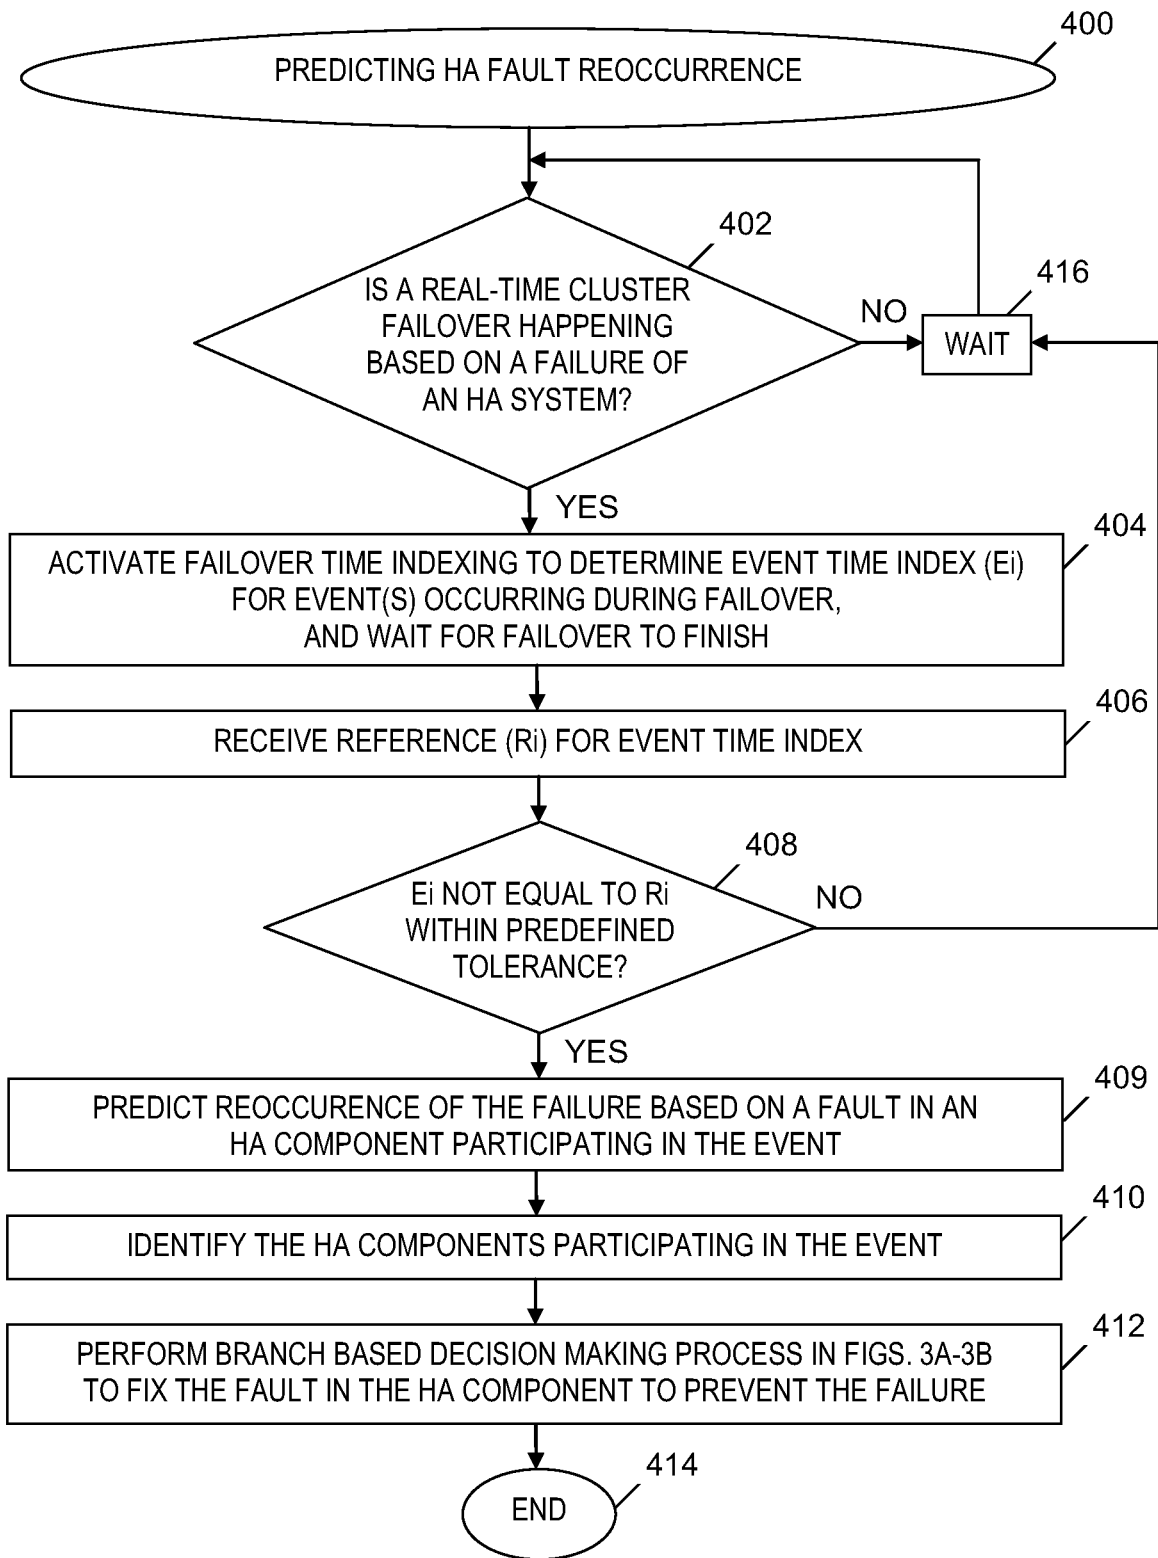 400
PREDICTING HA FAULT REOCCURRENCE
402
IS A REAL-TIME CLUSTER
FAILOVER HAPPENING
BASED ON A FAILURE OF
AN HA SYSTEM?
NO
416
WAIT
YES
404
ACTIVATE FAILOVER TIME INDEXING TO DETERMINE EVENT TIME INDEX (Ei)
FOR EVENT(S) OCCURRING DURING FAILOVER,
AND WAIT FOR FAILOVER TO FINISH
406
RECEIVE REFERENCE (Ri) FOR EVENT TIME INDEX
408
Ei NOT EQUAL TO Ri
WITHIN PREDEFINED
TOLERANCE?
NO
YES
409
PREDICT REOCCURENCE OF THE FAILURE BASED ON A FAULT IN AN
HA COMPONENT PARTICIPATING IN THE EVENT
410
IDENTIFY THE HA COMPONENTS PARTICIPATING IN THE EVENT
412
PERFORM BRANCH BASED DECISION MAKING PROCESS IN FIGS. 3A-3B
TO FIX THE FAULT IN THE HA COMPONENT TO PREVENT THE FAILURE
414
END